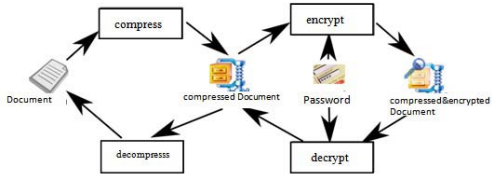 compress
encrypt
Document
compressed Document
Password
compressed&encrypted
Document
decompresss
decrypt